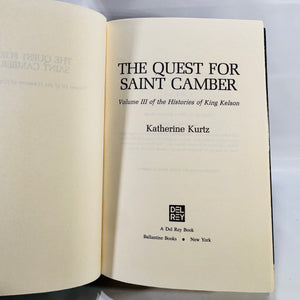 THE QUEST FOR
SAINT CAMBER
Volume III of the Histories of King Kelson
Katherine Kurtz
DEL
REY
A Del Rey Book
Ballantine Books • New York